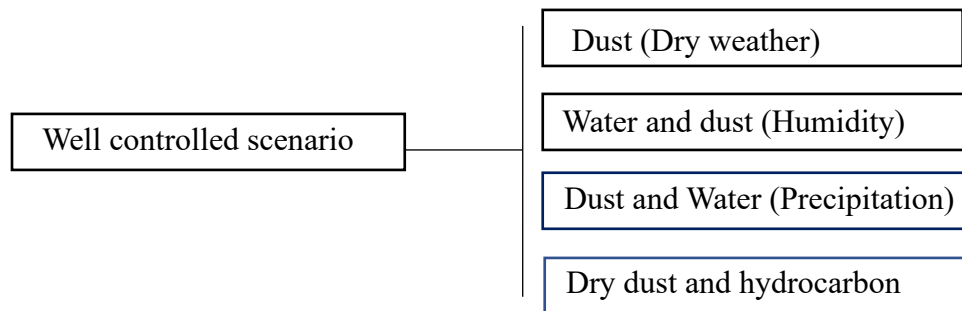 Dust (Dry weather)
Well controlled scenario
Water and dust (Humidity)
Dust and Water (Precipitation)
Dry dust and hydrocarbon